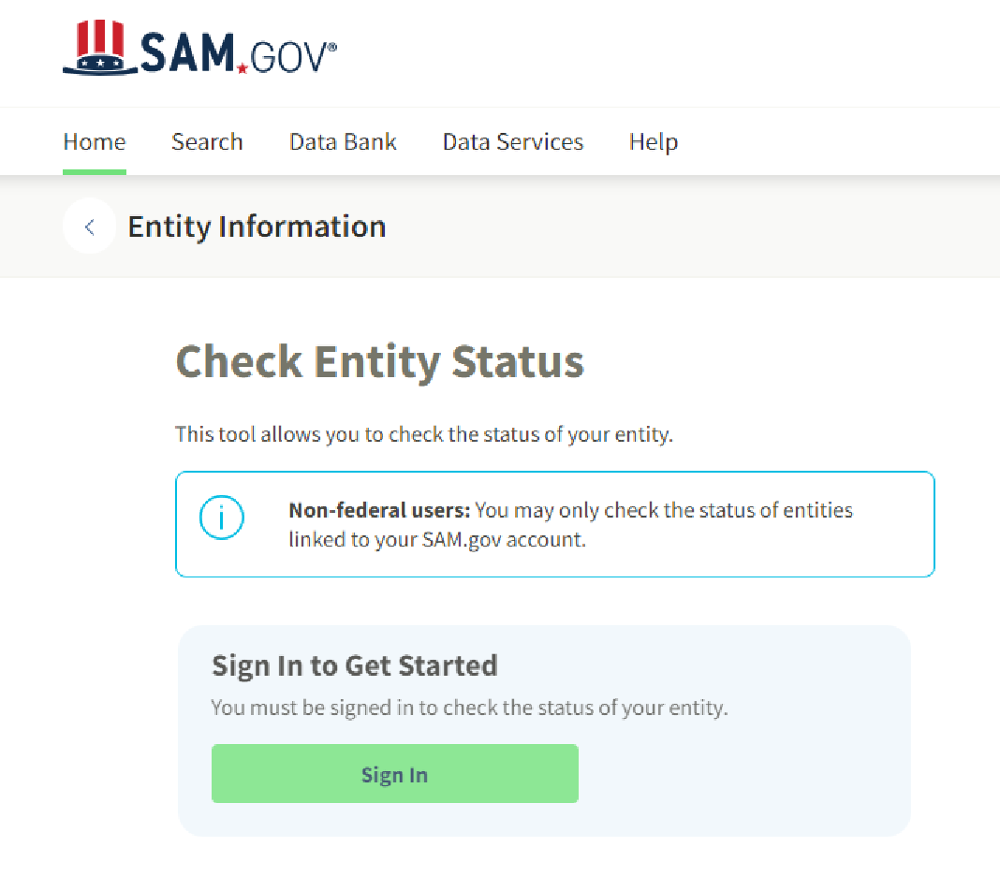 SAM.GOV®
Home Search Data Bank Data Services Help
Entity Information
Check Entity Status
This tool allows you to check the status of your entity.
Non-federal users: You may only check the status of entities
linked to your SAM.gov account.
Sign In to Get Started
You must be signed in to check the status of your entity.
Sign In